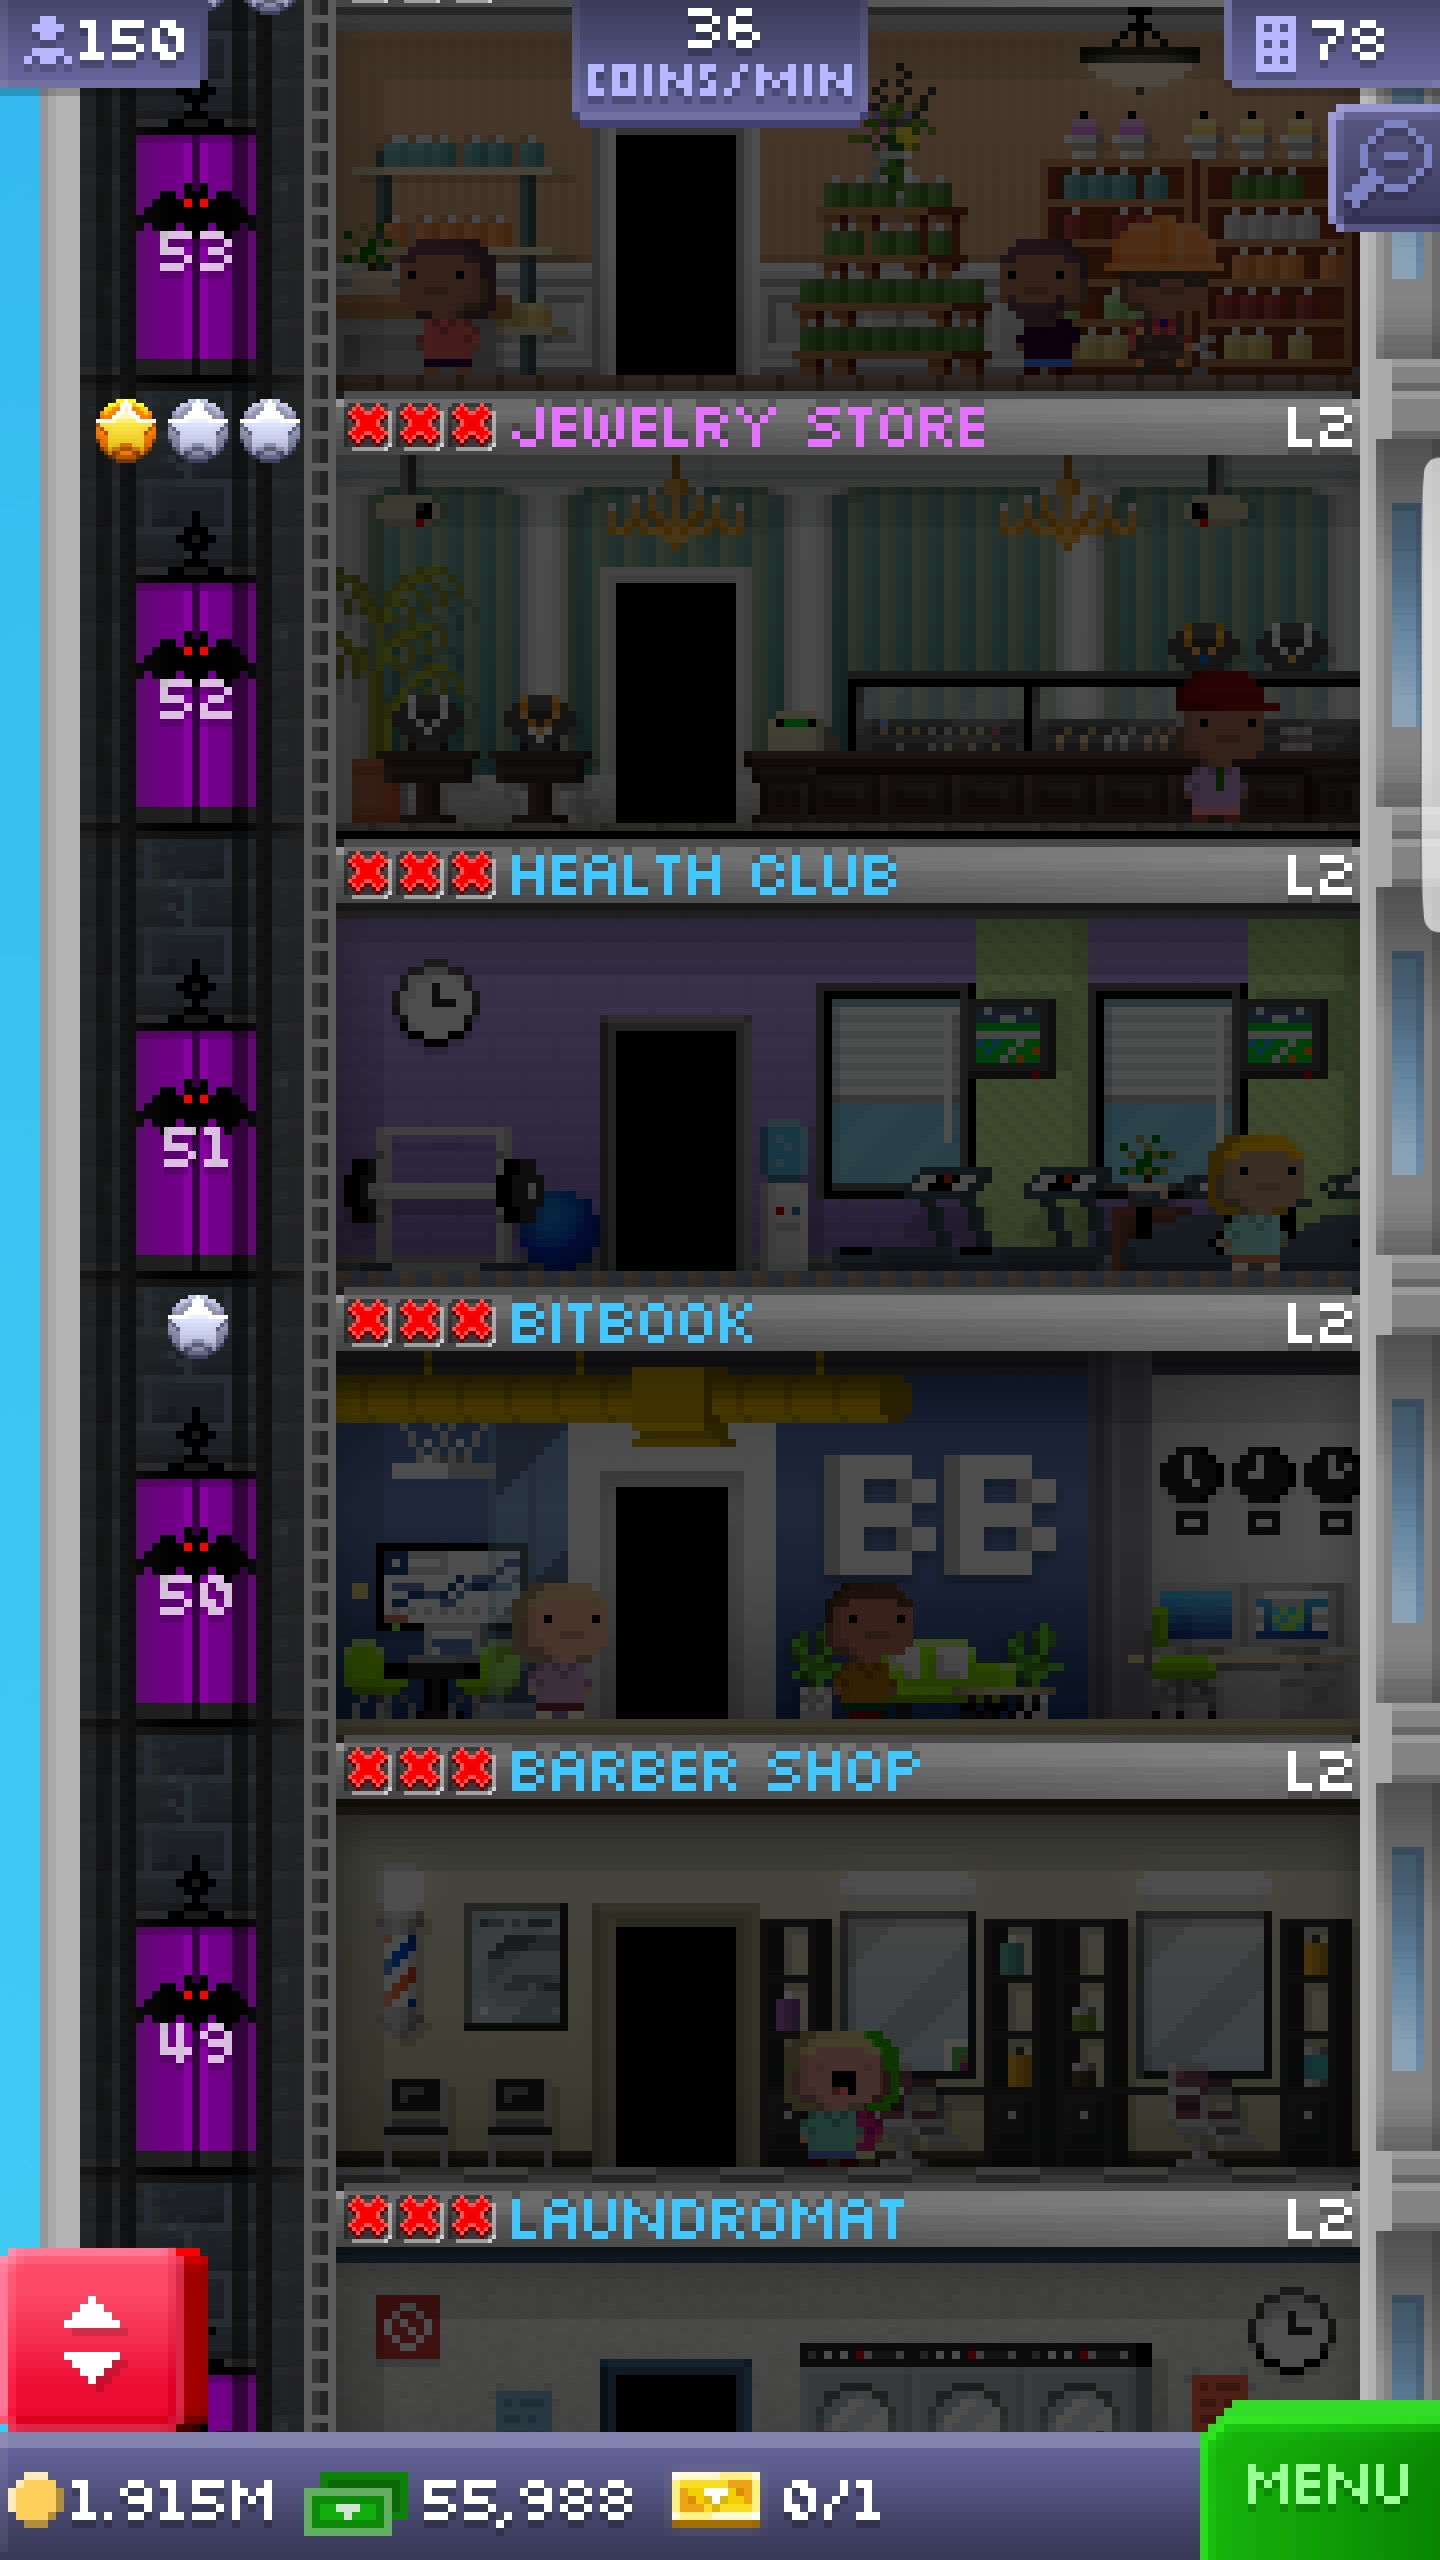 150
36
COINS/MIN
78
53
JEWELRY STORE L2
52
HEALTH CLUB L2
51
BITBOOK L2
BB
50
BARBER SHOP L2
49
LAUNDROMAT L2
1.915M 55,988 0/1 MENU